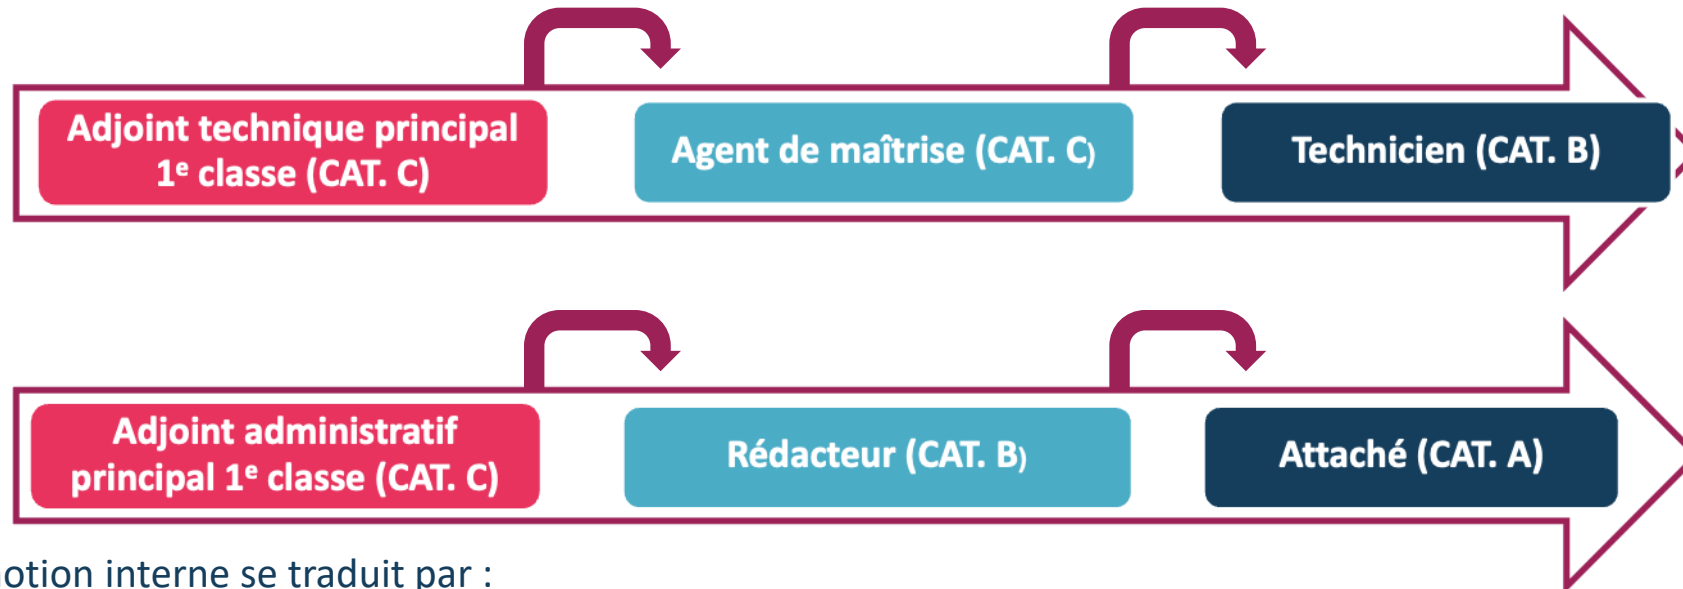 Adjoint technique principal
1e classe (CAT. C)
Agent de maîtrise (CAT. C)
Technicien (CAT. B)
Adjoint administratif
principal 1e classe (CAT. C)
Rédacteur (CAT. B)
Attaché (CAT. A)
otion interne se traduit par :